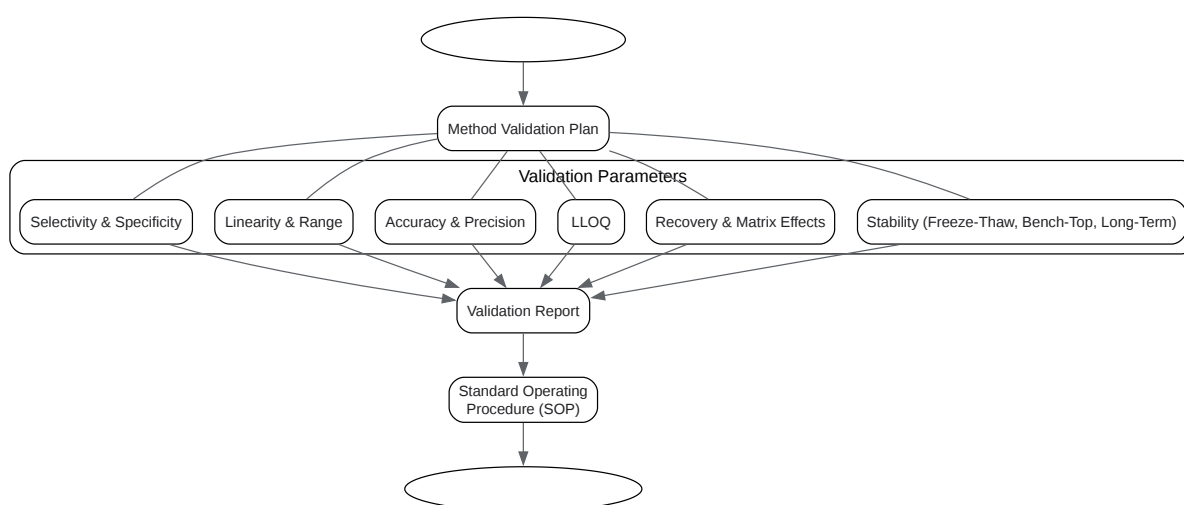 Method Validation Plan
Validation Parameters
Selectivity & Specificity
Linearity & Range
Accuracy & Precision
LLOQ
Recovery & Matrix Effects
Stability (Freeze-Thaw, Bench-Top, Long-Term)
Validation Report
Standard Operating
Procedure (SOP)